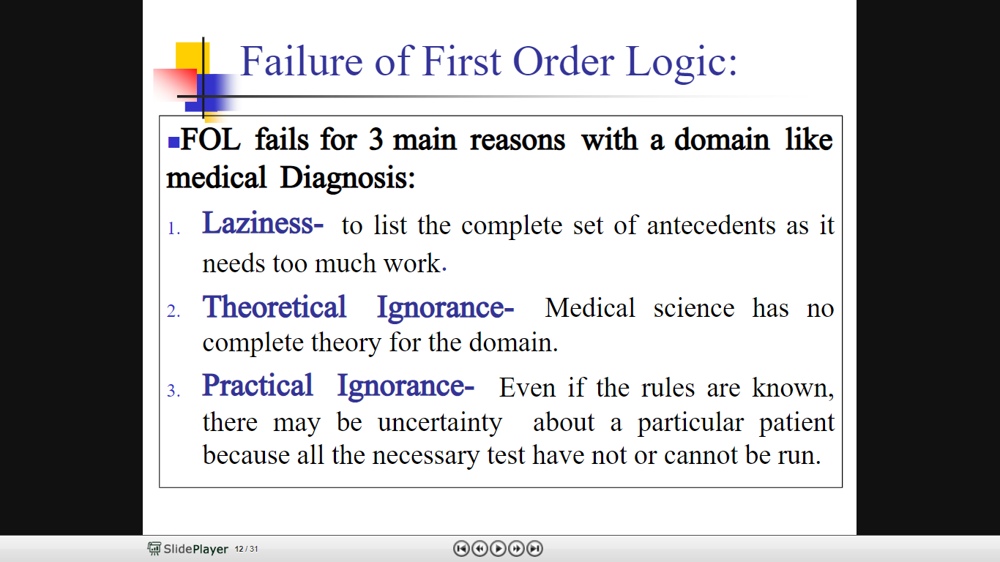 Failure of First Order Logic:
FOL fails for 3 main reasons with a domain like
medical Diagnosis:
1. Laziness- to list the complete set of antecedents as it
needs too much work.
2. Theoretical Ignorance- Medical science has no
complete theory for the domain.
3. Practical Ignorance- Even if the rules are known,
there may be uncertainty about a particular patient
because all the necessary test have not or cannot be run.
SlidePlayer 12 / 31